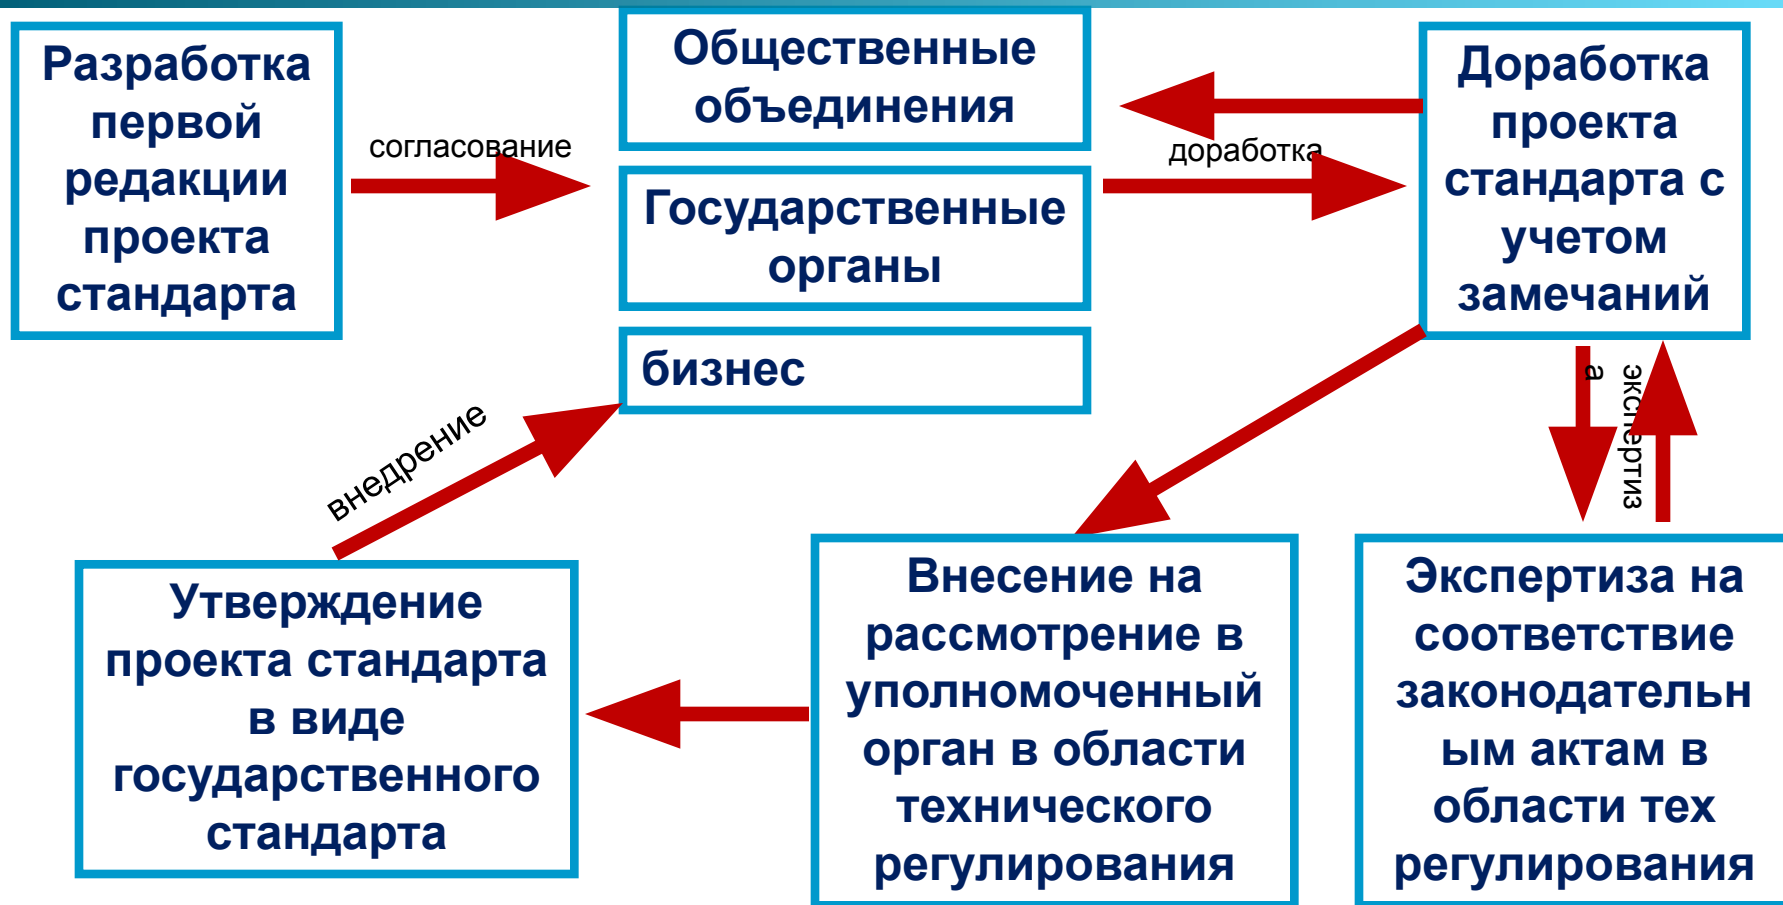 Разработка
первой
редакции
проекта
стандарта
согласование
Общественные
объединения
Государственные
органы
бизнес
доработка
Доработка
проекта
стандарта с
учетом
замечаний
экспертиз
а
внедрение
Утверждение
проекта стандарта
в виде
государственного
стандарта
Внесение на
рассмотрение в
уполномоченный
орган в области
технического
регулирования
Экспертиза на
соответствие
законодательн
ым актам в
области тех
регулирования